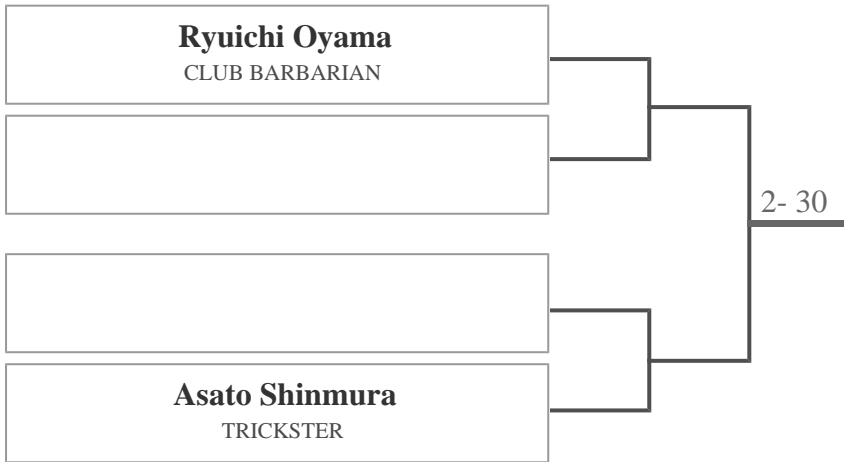 Ryuichi Oyama
CLUB BARBARIAN
2- 30
Asato Shinmura
TRICKSTER